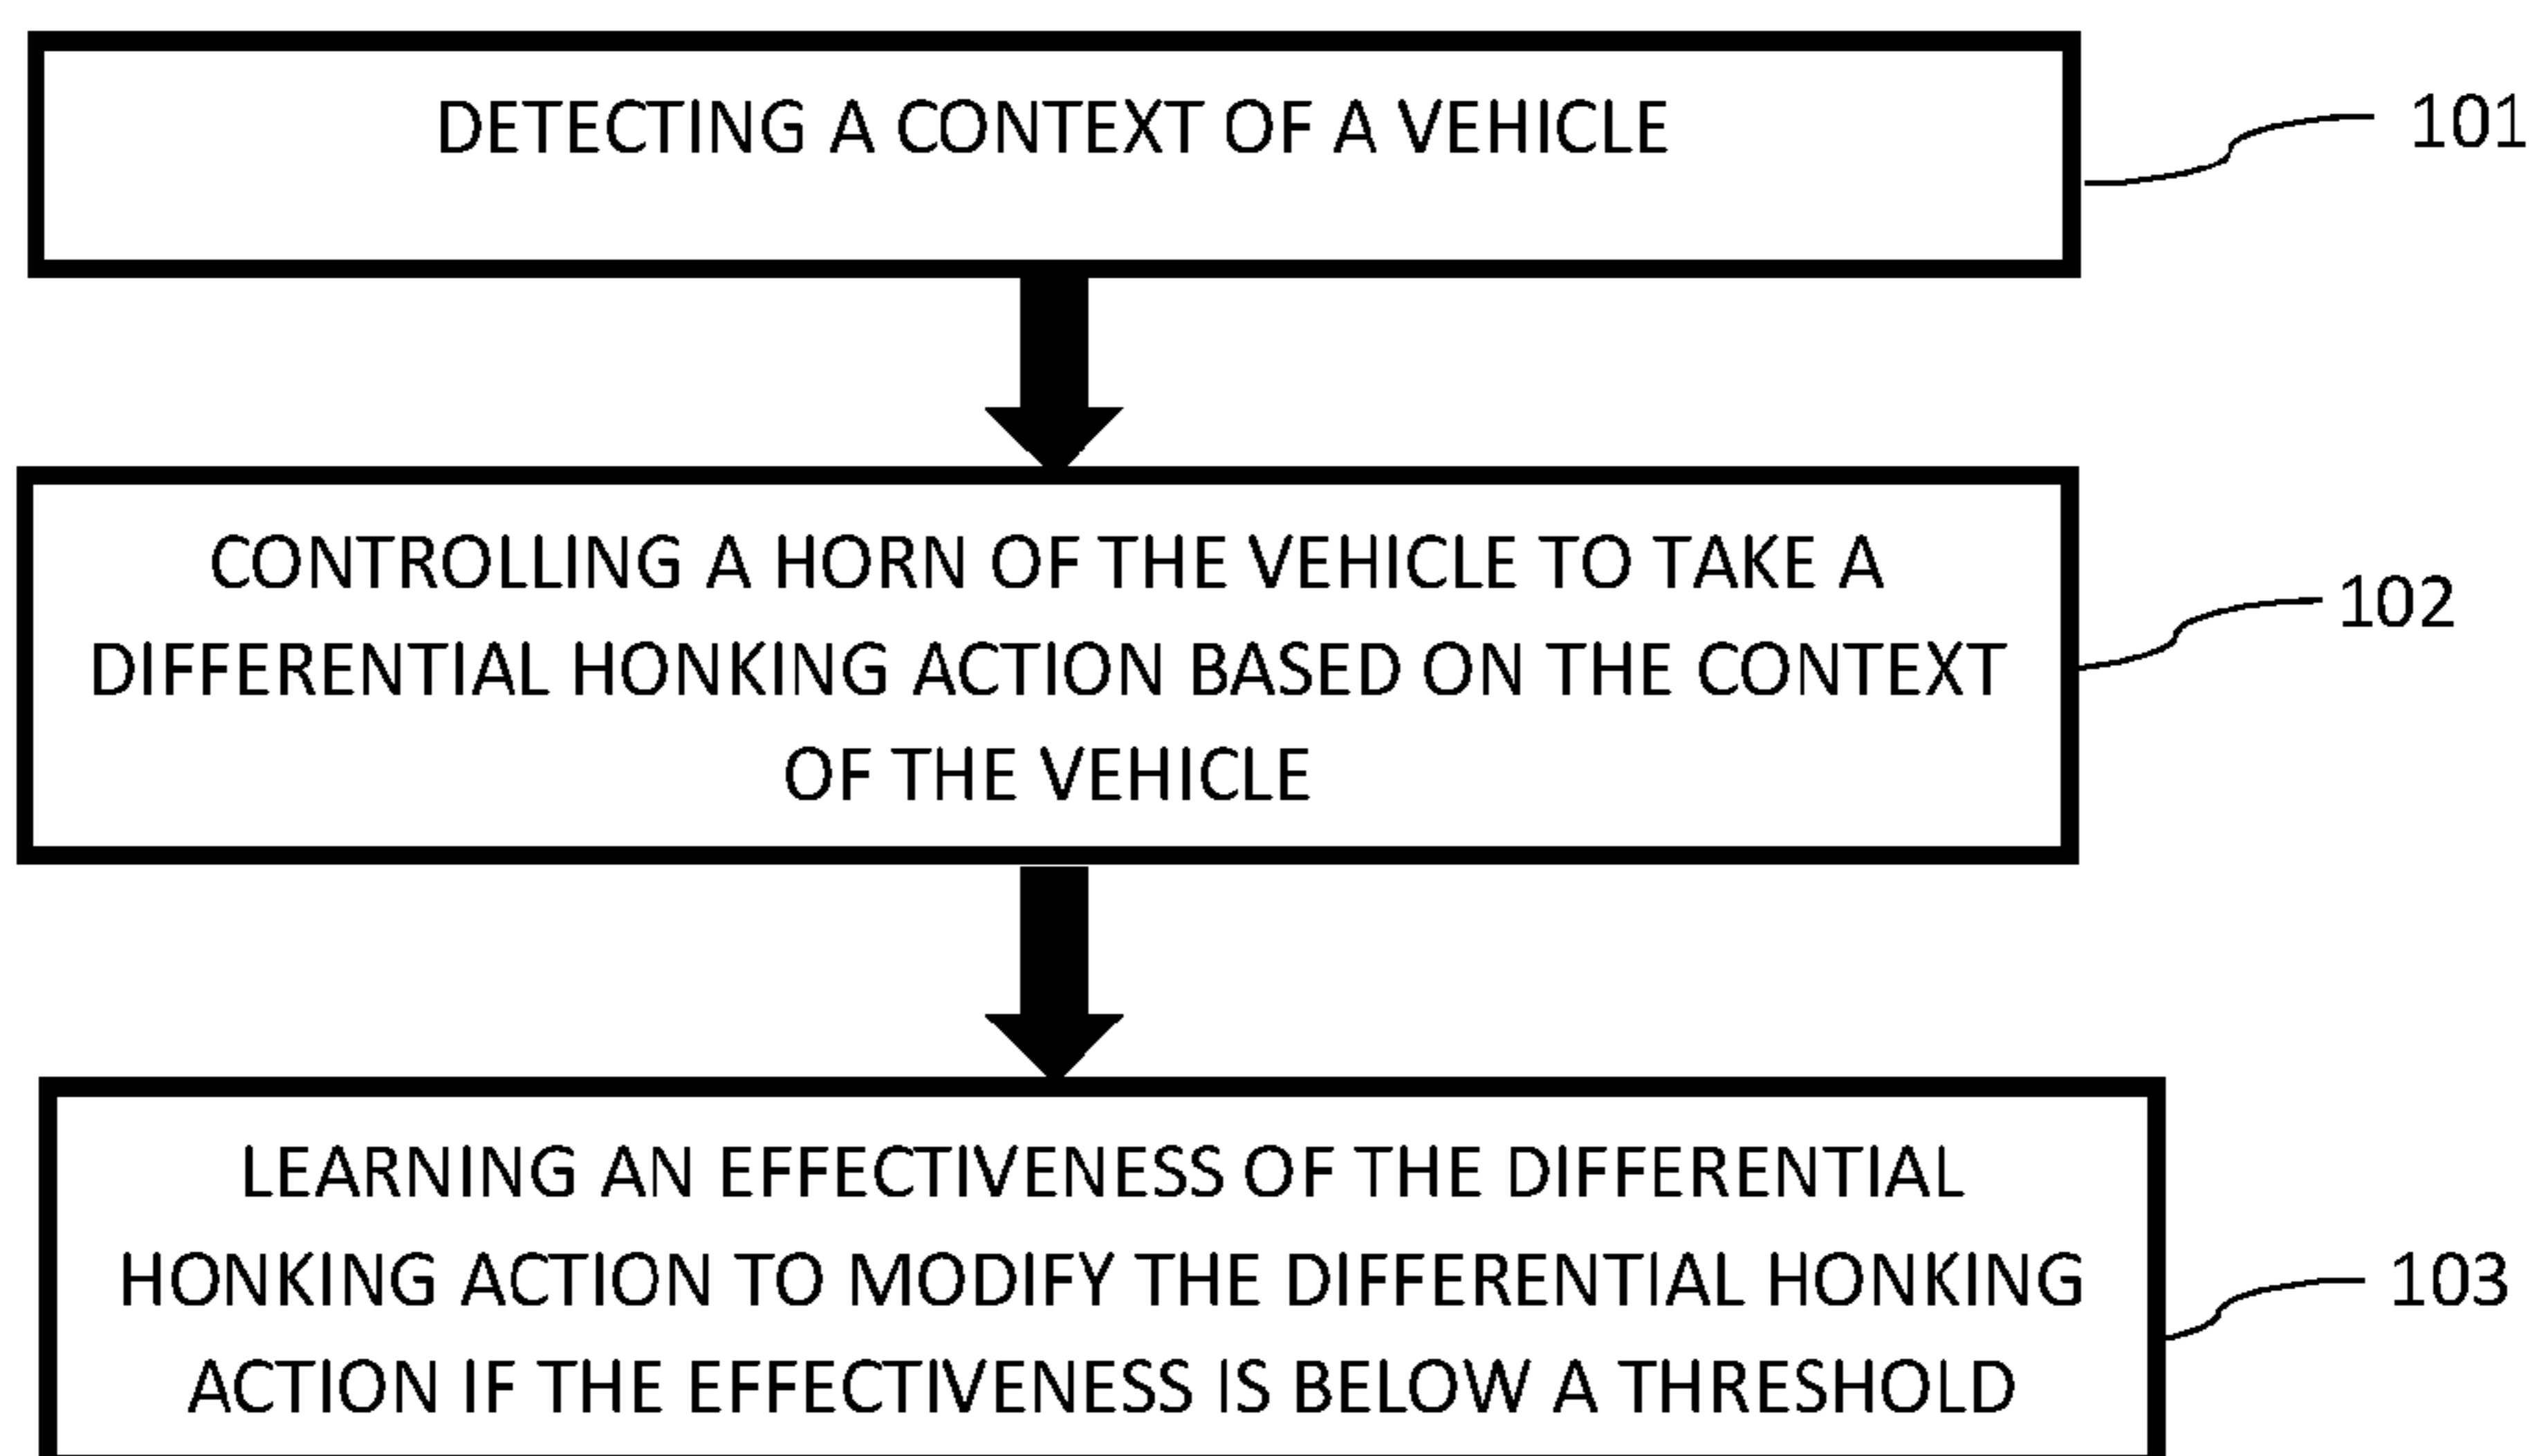 DETECTING A CONTEXT OF A VEHICLE
101
CONTROLLING A HORN OF THE VEHICLE TO TAKE A
DIFFERENTIAL HONKING ACTION BASED ON THE CONTEXT
OF THE VEHICLE
102
LEARNING AN EFFECTIVENESS OF THE DIFFERENTIAL
HONKING ACTION TO MODIFY THE DIFFERENTIAL HONKING
ACTION IF THE EFFECTIVENESS IS BELOW A THRESHOLD
103